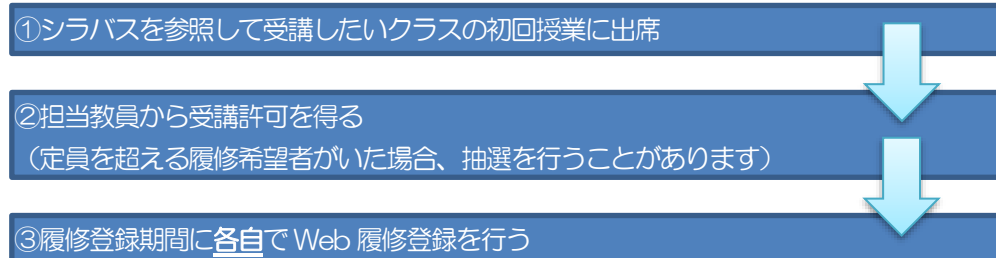 ①シラバスを参照して受講したいクラスの初回授業に出席
②担当教員から受講許可を得る
（定員を超える履修希望者がいた場合、抽選を行うことがあります）
③履修登録期間に各自で Web 履修登録を行う